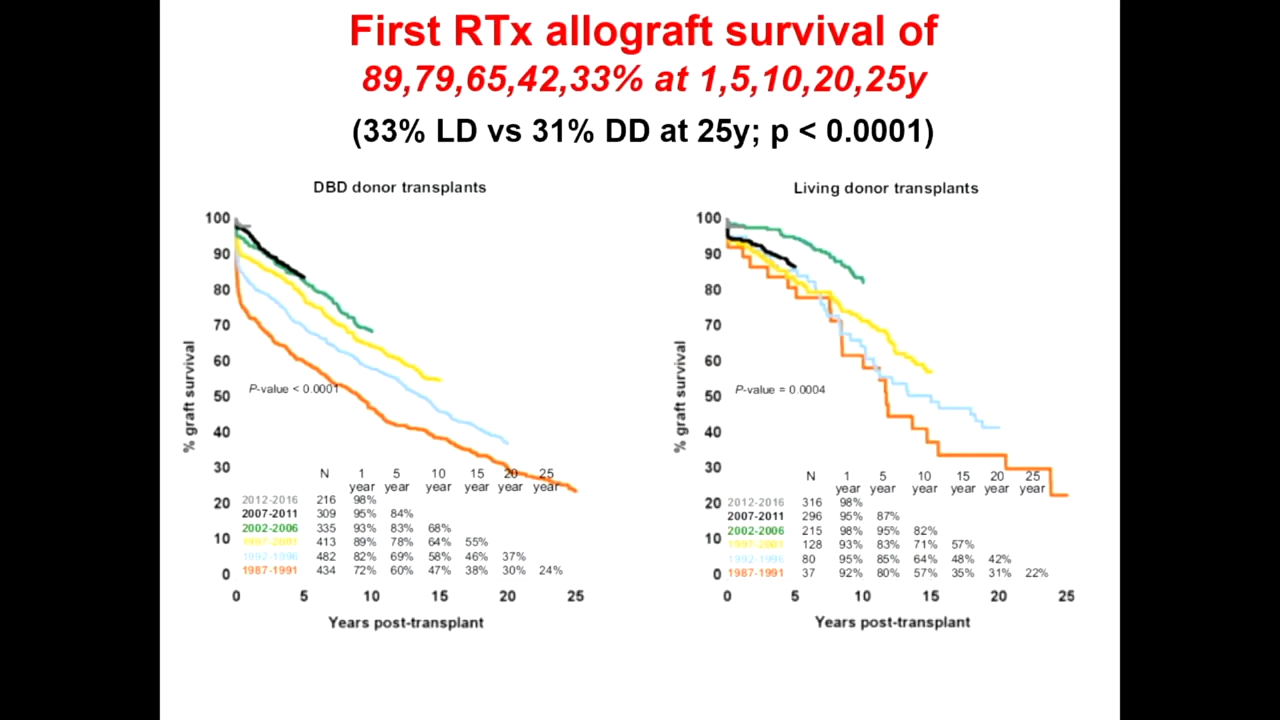 First RTx allograft survival of
89,79,65,42,33% at 1,5,10,20,25y
(33% LD vs 31% DD at 25y; p < 0.0001)
DBD donor transplants
100
90
80
70
60
50
40
30
20
10
0
% graft survival
P-value < 0.0001
N 1 year 5 year 10 year 15 year 20 year 25 year
2012-2016 216 98%
2007-2011 309 95% 84%
2002-2006 335 93% 83% 68%
1997-2001 413 89% 78% 64% 55%
1992-1996 482 82% 69% 58% 46% 37%
1987-1991 434 72% 60% 47% 38% 30% 24%
0 5 10 15 20 25
Years post-transplant
Living donor transplants
100
90
80
70
60
50
40
30
20
10
0
% graft survival
P-value = 0.0004
N 1 year 5 year 10 year 15 year 20 year 25 year
2012-2016 316 98%
2007-2011 296 95% 87%
2002-2006 215 98% 95% 82%
1997-2001 128 93% 83% 71% 57%
1992-1996 80 95% 85% 64% 48% 42%
1987-1991 37 92% 80% 57% 35% 31% 22%
0 5 10 15 20 25
Years post-transplant